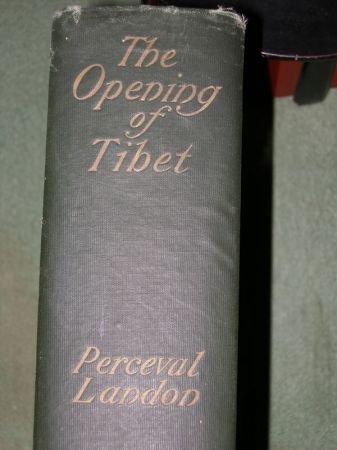 The
Opening
of
Tibet
Perceval
Landon